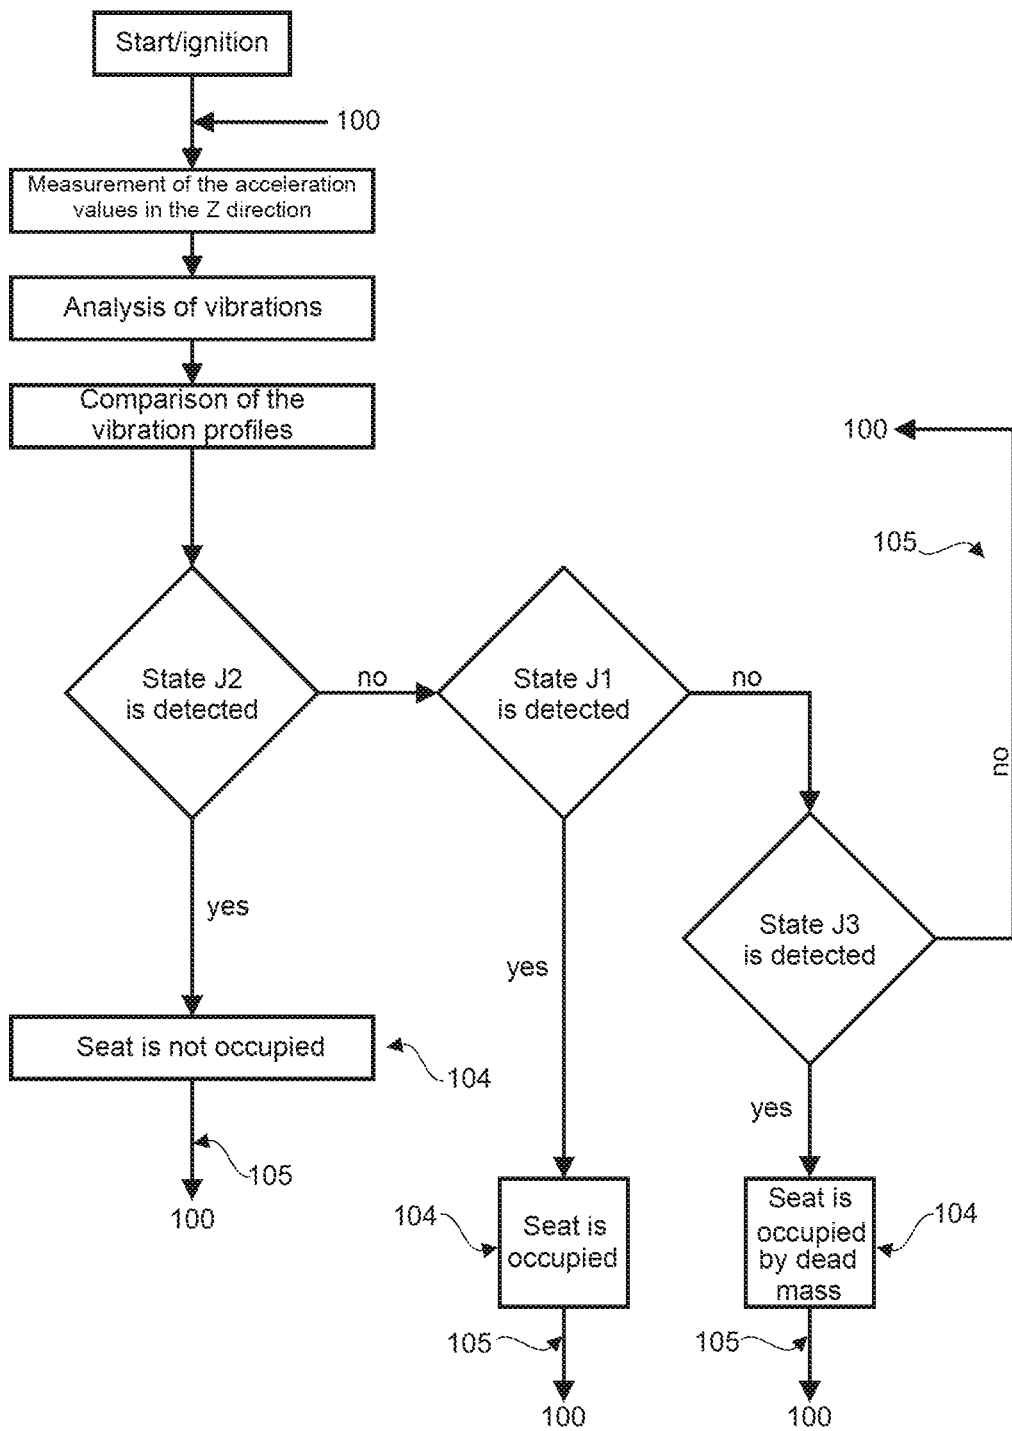 Start/ignition
100
Measurement of the acceleration
values in the Z direction
Analysis of vibrations
Comparison of the
vibration profiles
100
105
State J2
is detected
no
State J1
is detected
no
no
yes
State J3
is detected
yes
Seat is not occupied
104
yes
105
100
104
Seat is
occupied
Seat is
occupied
by dead
mass
104
105
100
105
100